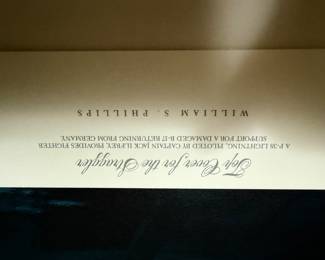 Top Cover for the Straggler
A P-38 LIGHTNING, PILOTED BY CAPTAIN JACK ILFREY, PROVIDES FIGHTER
SUPPORT FOR A DAMAGED B-17 RETURNING FROM GERMANY.
WILLIAM S. PHILLIPS